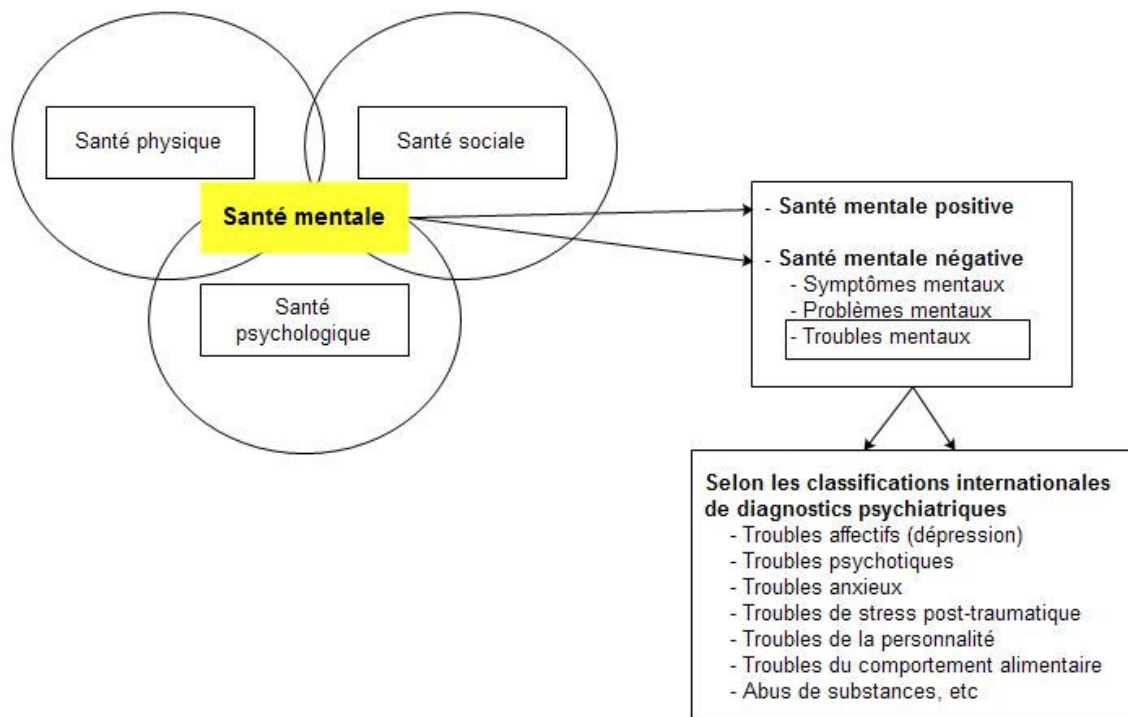 Santé physique
Santé sociale
Santé mentale
Santé
psychologique
- Santé mentale positive
- Santé mentale négative
- Symptômes mentaux
- Problèmes mentaux
- Troubles mentaux
Selon les classifications internationales
de diagnostics psychiatriques
- Troubles affectifs (dépression)
- Troubles psychotiques
- Troubles anxieux
- Troubles de stress post-traumatique
- Troubles de la personnalité
- Troubles du comportement alimentaire
- Abus de substances, etc